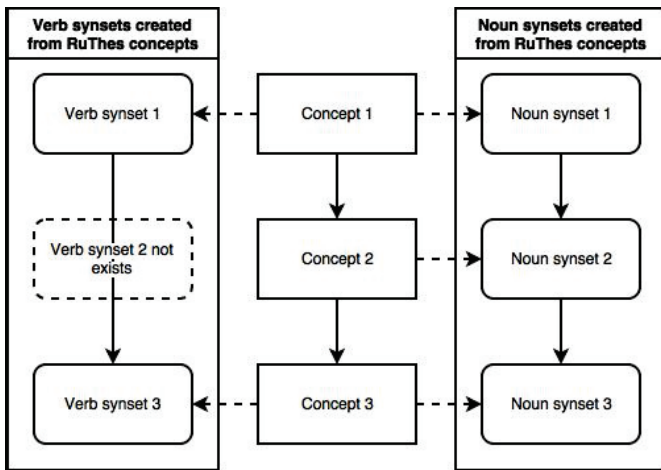 Verb synsets created
from RuThes concepts
Noun synsets created
from RuThes concepts
Verb synset 1
Concept 1
Noun synset 1
Verb synset 2 not
exists
Concept 2
Noun synset 2
Verb synset 3
Concept 3
Noun synset 3